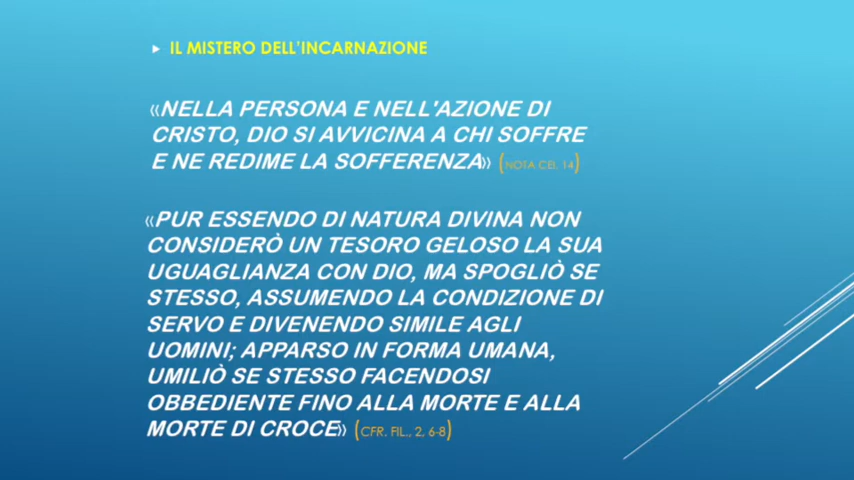 IL MISTERO DELL'INCARNAZIONE
«NELLA PERSONA E NELL'AZIONE DI
CRISTO, DIO SI AVVICINA A CHI SOFFRE
E NE REDIME LA SOFFERENZA» (NOTA CEI, 14)
«PUR ESSENDO DI NATURA DIVINA NON
CONSIDERÒ UN TESORO GELOSO LA SUA
UGUAGLIANZA CON DIO, MA SPOGLIÒ SE
STESSO, ASSUMENDO LA CONDIZIONE DI
SERVO E DIVENENDO SIMILE AGLI
UOMINI; APPARSO IN FORMA UMANA,
UMILIÒ SE STESSO FACENDOSI
OBBEDIENTE FINO ALLA MORTE E ALLA
MORTE DI CROCE» (CFR. FIL., 2, 6-8)